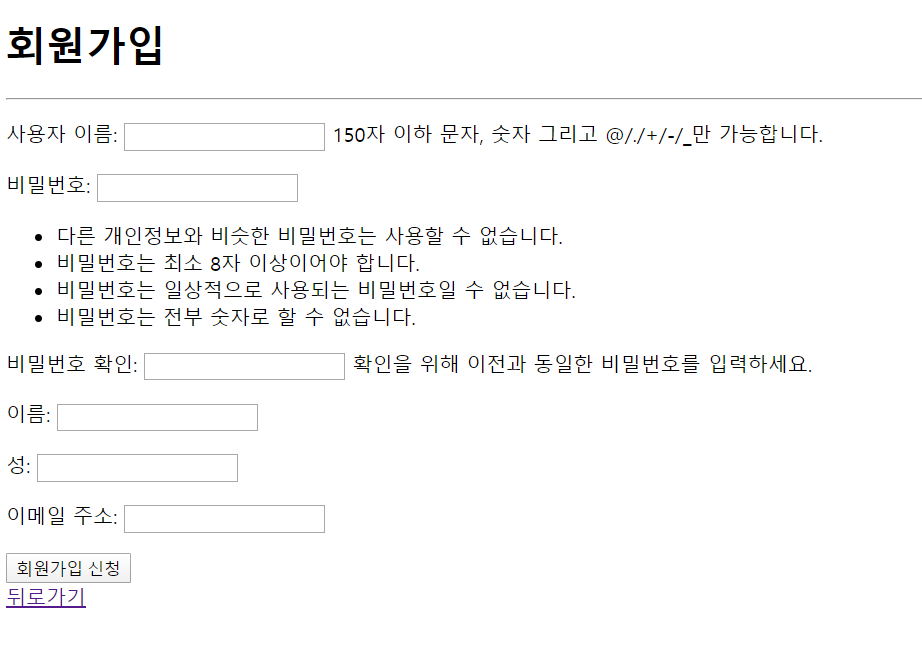 회원가입
사용자 이름: 150자 이하 문자, 숫자 그리고 @/./+/-/_만 가능합니다.
비밀번호:
• 다른 개인정보와 비슷한 비밀번호는 사용할 수 없습니다.
• 비밀번호는 최소 8자 이상이어야 합니다.
• 비밀번호는 일상적으로 사용되는 비밀번호일 수 없습니다.
• 비밀번호는 전부 숫자로 할 수 없습니다.
비밀번호 확인: 확인을 위해 이전과 동일한 비밀번호를 입력하세요.
이름:
성:
이메일 주소:
회원가입 신청
뒤로가기